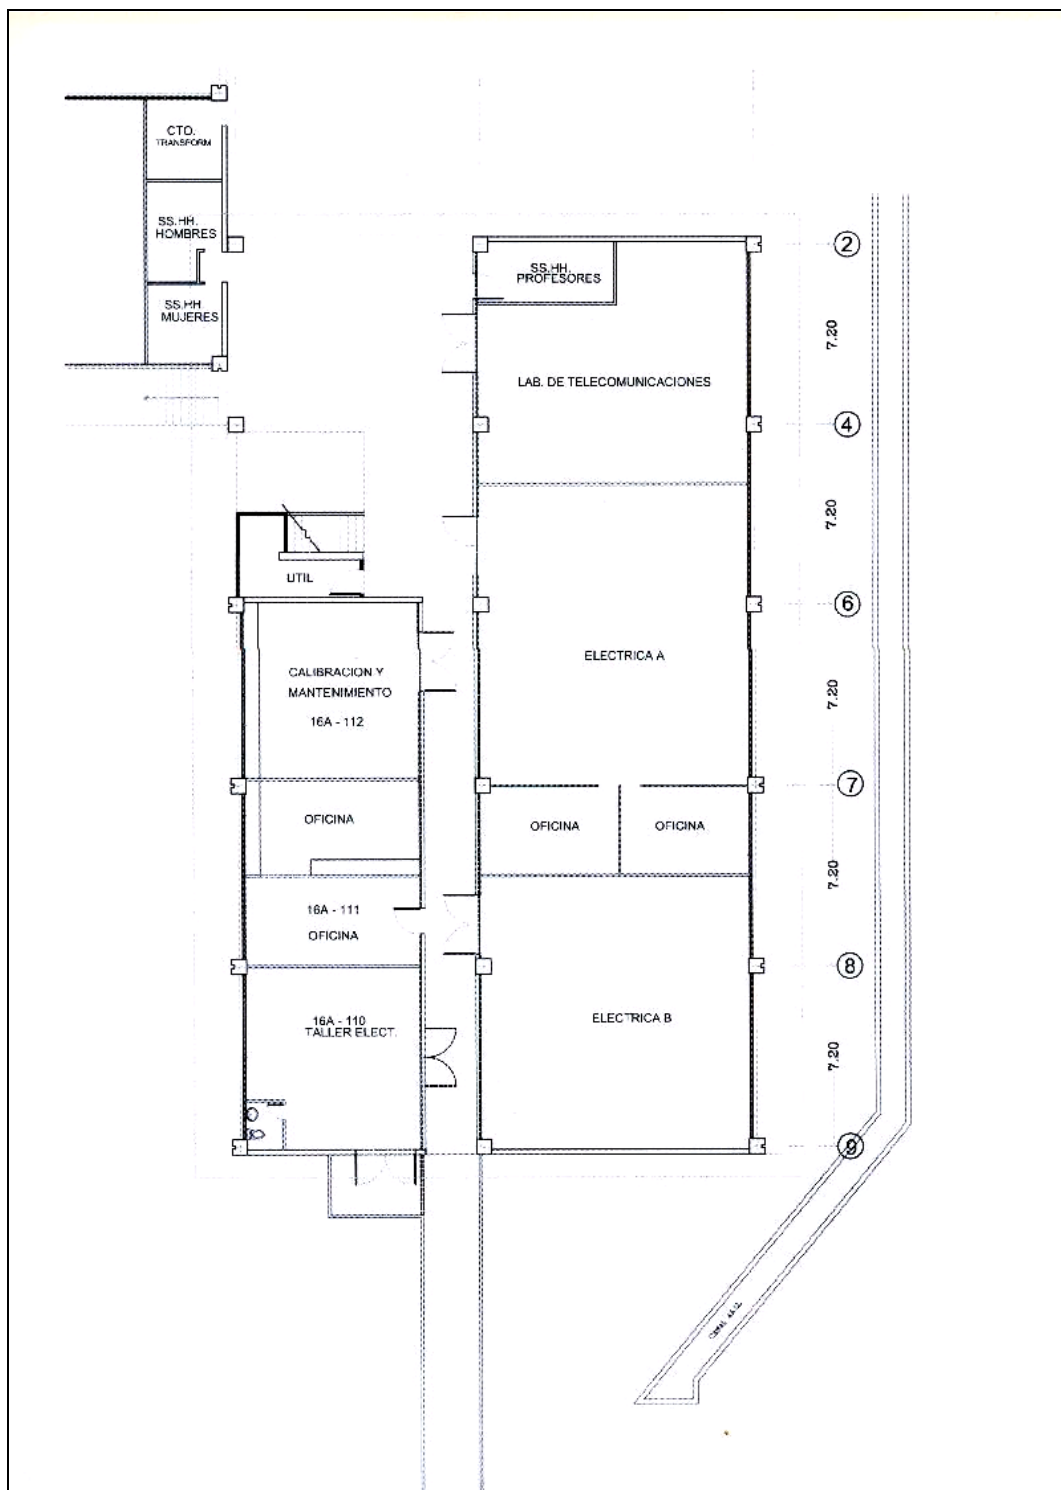 CTO.
TRANSFORM
SS.HH.
HOMBRES
SS.HH
MUJERES
SS.HH.
PROFESORES
2
7.20
LAB. DE TELECOMUNICACIONES
4
7.20
UTIL
6
ELECTRICA A
CALIBRACION Y
MANTENIMIENTO
16A - 112
7.20
7
OFICINA
OFICINA
OFICINA
7.20
16A - 111
OFICINA
8
16A - 110
TALLER ELECT.
ELECTRICA B
7.20
9